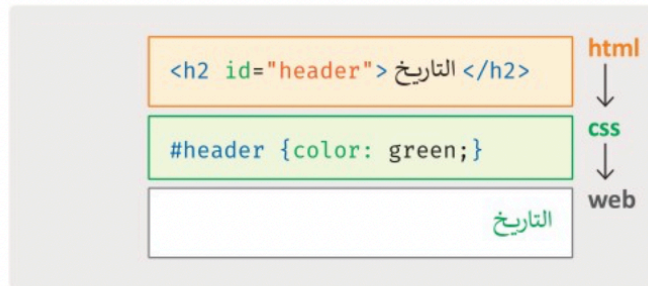 <h2 id="header"> التاريخ </h2>
html
#header {color: green;}
css
التاريخ
web